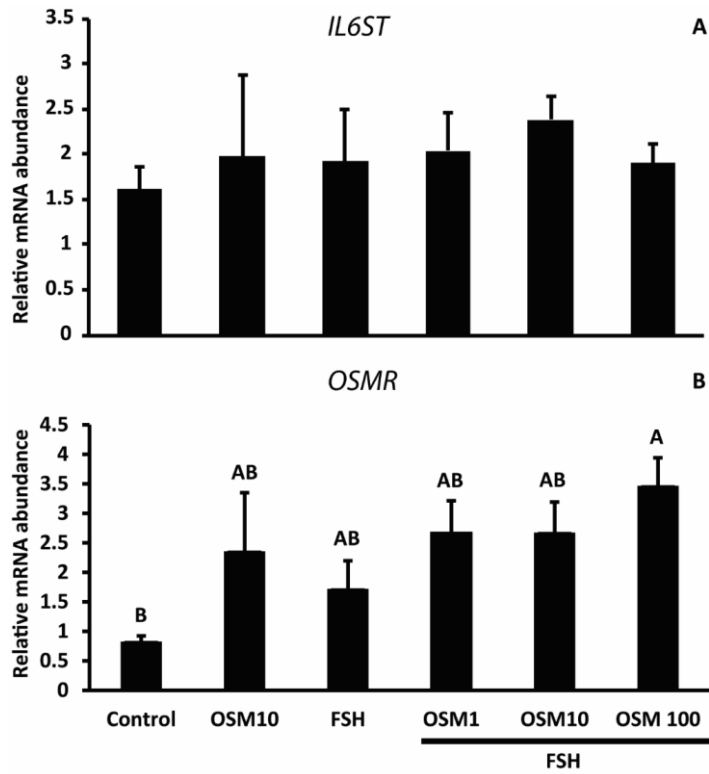 IL6ST
A
Relative mRNA abundance
3.5
3
2.5
2
1.5
1
0.5
0
OSMR
B
Relative mRNA abundance
4.5
4
3.5
3
2.5
2
1.5
1
0.5
0
B
AB
AB
AB
AB
A
Control OSM10 FSH OSM1 OSM10 OSM 100
FSH